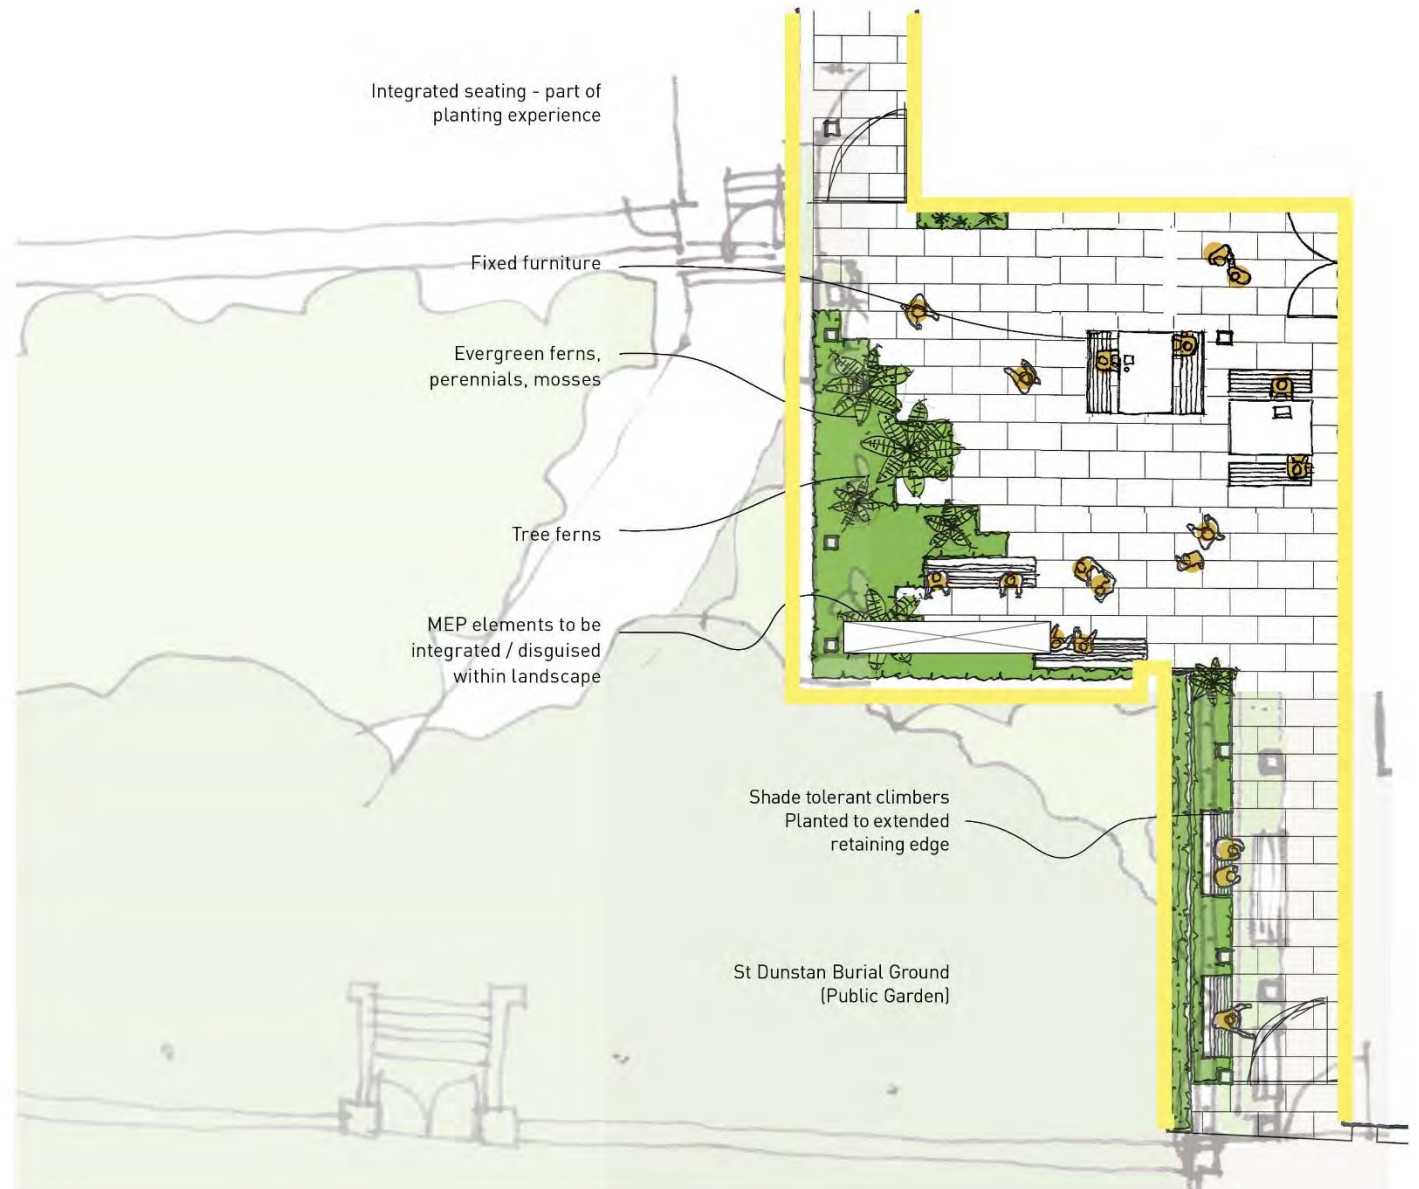 Integrated seating - part of
planting experience
Fixed furniture
Evergreen ferns,
perennials, mosses
Tree ferns
MEP elements to be
integrated / disguised
within landscape
Shade tolerant climbers
Planted to extended
retaining edge
St Dunstan Burial Ground
(Public Garden)